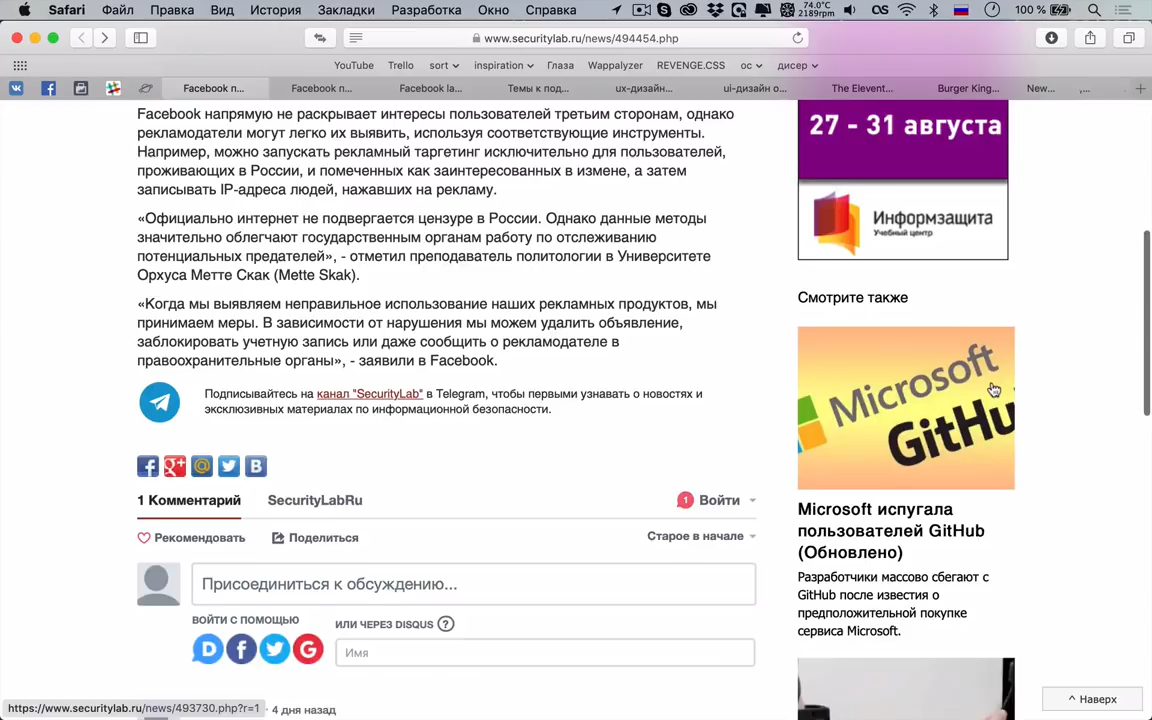 Safari Файл Правка Вид История Закладки Разработка Окно Справка 74.0°C 2189rpm 100 %
www.securitylab.ru/news/494454.php
YouTube Trello sort inspiration Глаза Wappalyzer REVENGE.CSS ос дисер
Facebook п... Facebook п... Facebook la... Темы к под... ux-дизайн... ui-дизайн о... The Elevent... Burger King... New... ,...
Facebook напрямую не раскрывает интересы пользователей третьим сторонам, однако
рекламодатели могут легко их выявить, используя соответствующие инструменты.
Например, можно запускать рекламный таргетинг исключительно для пользователей,
проживающих в России, и помеченных как заинтересованных в измене, а затем
записывать IP-адреса людей, нажавших на рекламу.
«Официально интернет не подвергается цензуре в России. Однако данные методы
значительно облегчают государственным органам работу по отслеживанию
потенциальных предателей», - отметил преподаватель политологии в Университете
Орхуса Метте Скак (Mette Skak).
«Когда мы выявляем неправильное использование наших рекламных продуктов, мы
принимаем меры. В зависимости от нарушения мы можем удалить объявление,
заблокировать учетную запись или даже сообщить о рекламодателе в
правоохранительные органы», - заявили в Facebook.
Подписывайтесь на канал "SecurityLab" в Telegram, чтобы первыми узнавать о новостях и
эксклюзивных материалах по информационной безопасности.
1 Комментарий SecurityLabRu 1 Войти
Рекомендовать Поделиться Старое в начале
Присоединиться к обсуждению...
ВОЙТИ С ПОМОЩЬЮ
ИЛИ ЧЕРЕЗ DISQUS ?
Имя
4 дня назад
https://www.securitylab.ru/news/493730.php?r=1
27 - 31 августа
Информзащита
Учебный центр
Смотрите также
Microsoft
GitHu
Microsoft испугала
пользователей GitHub
(Обновлено)
Разработчики массово сбегают с
GitHub после известия о
предположительной покупке
сервиса Microsoft.
^ Наверх